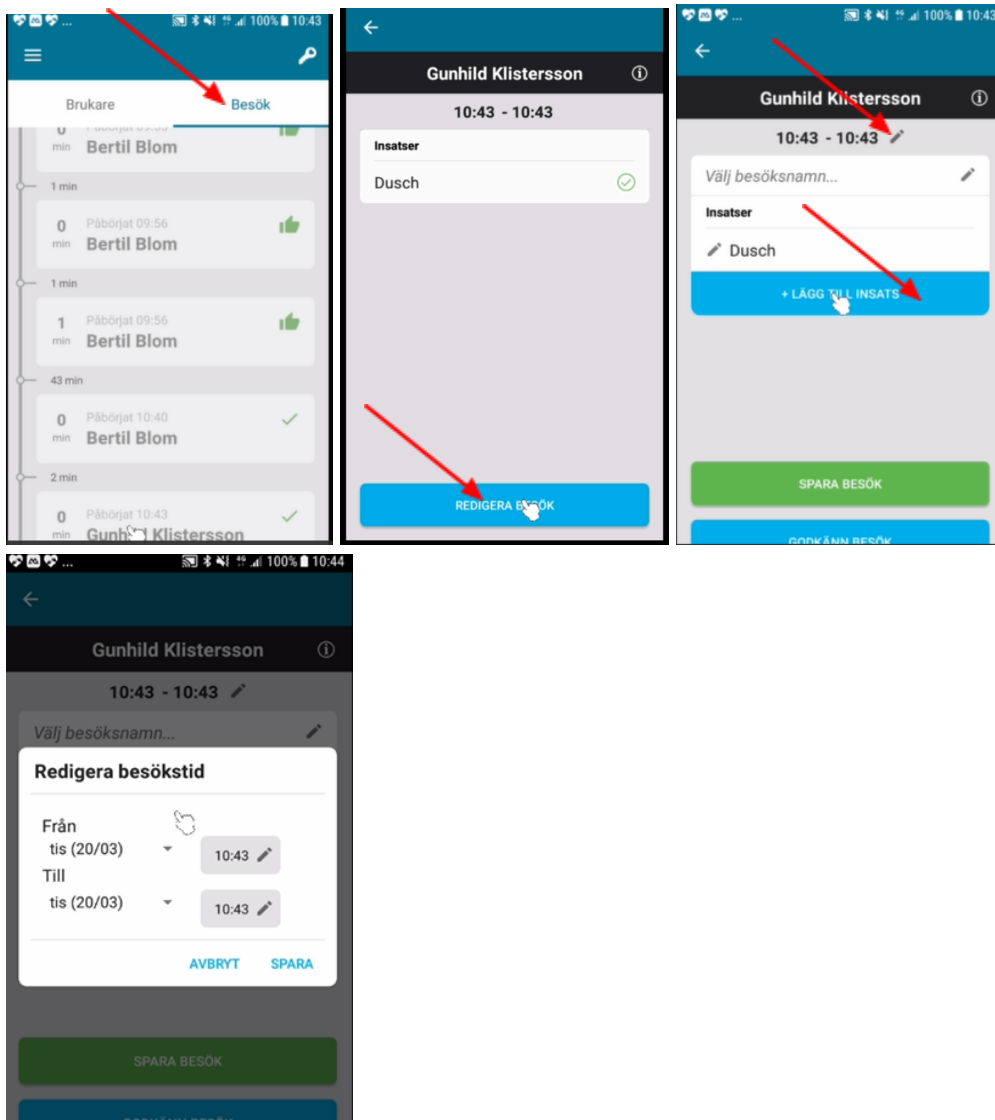 100% 10:43
Brukare Besök
0
min Bertil Blom
1 min
0 Påbörjat 09:56
min Bertil Blom
1 min
1 Påbörjat 09:56
min Bertil Blom
43 min
0 Påbörjat 10:40
min Bertil Blom
2 min
0 Påbörjat 10:43
min Klistersson
Gunhild Klistersson
10:43 - 10:43
Insatser
Dusch
REDIGERA
... 100% 10:43
Gunhild Klistersson
10:43 - 10:43
Välj besöksnamn...
Insatser
Dusch
+ LÄGG TILL INSATS
SPARA BESÖK
GODKÄNN BESÖK
... 100% 10:44
Gunhild Klistersson
10:43 - 10:43
Välj besöksnamn...
Redigera besökstid
Från
tis (20/03) 10:43
Till
tis (20/03) 10:43
AVBRYT SPARA
SPARA BESÖK